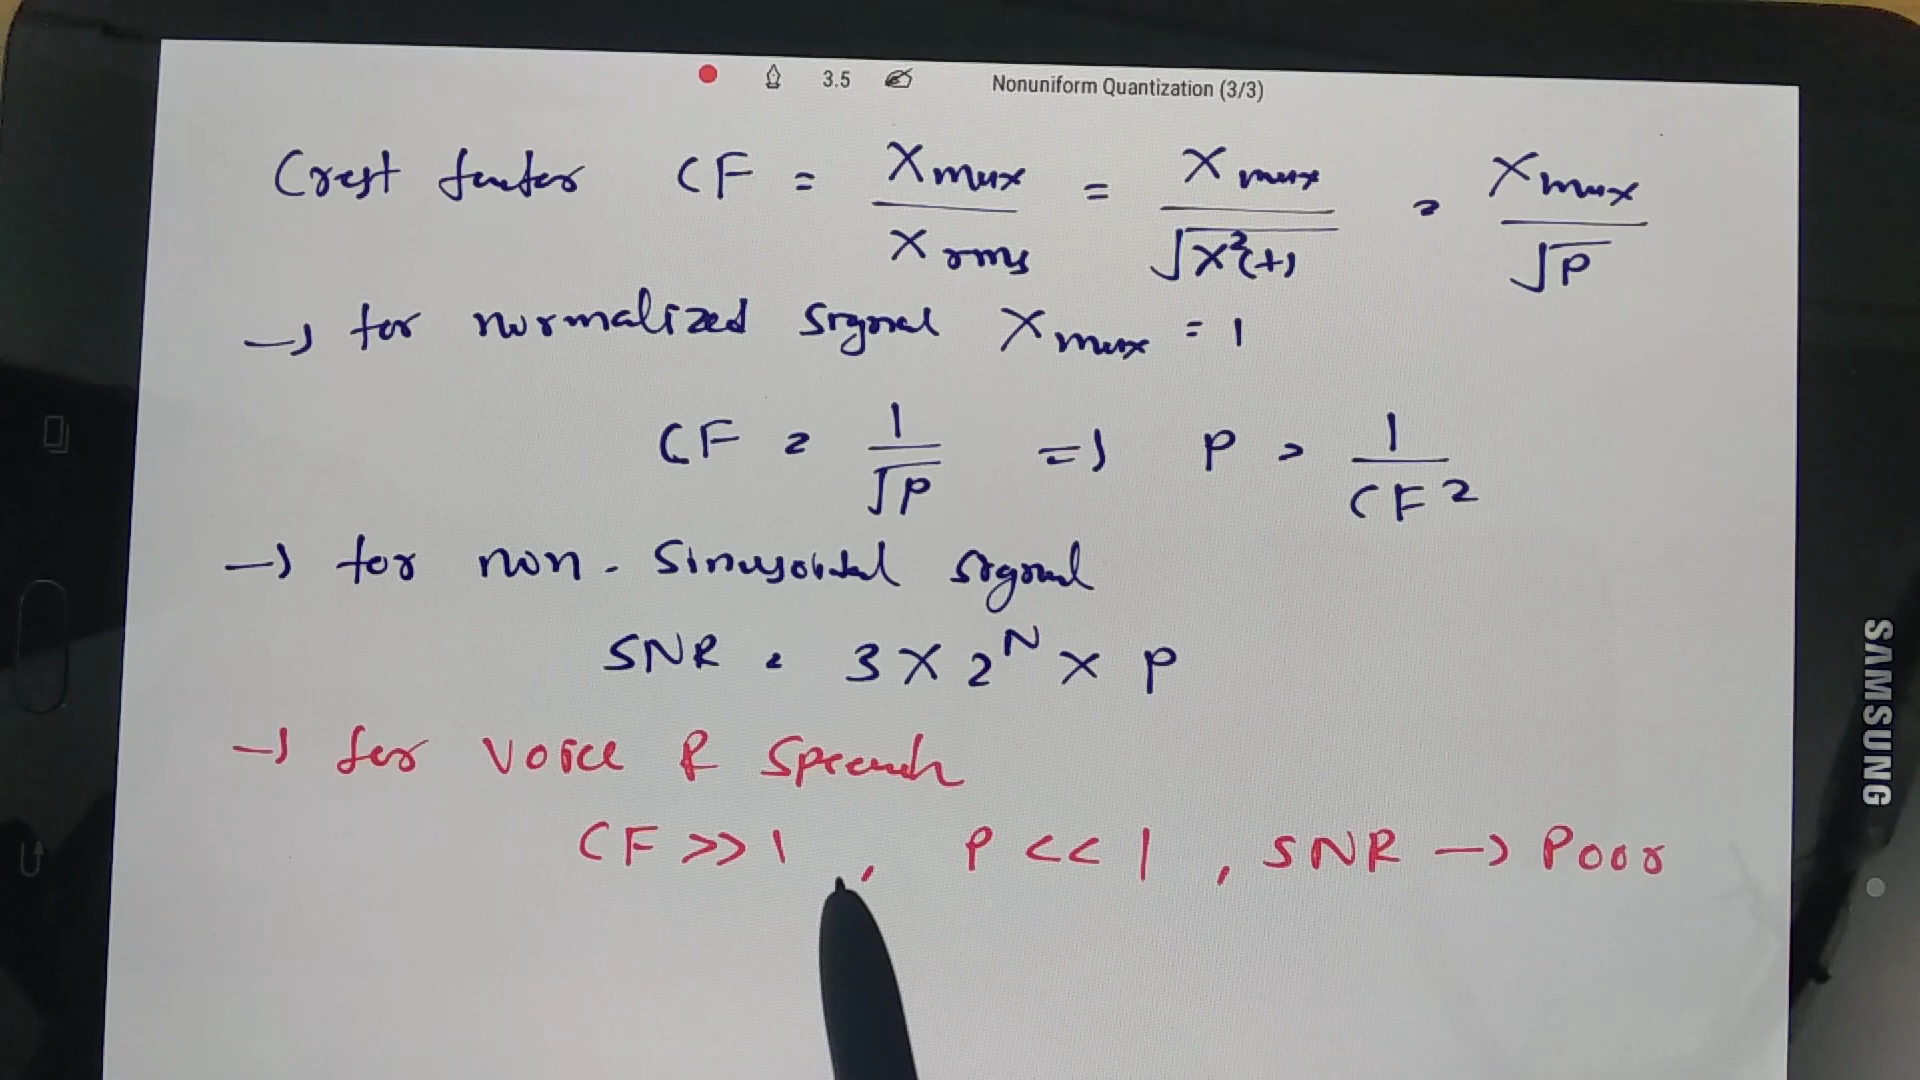 3.5 Nonuniform Quantization (3/3)
Crest factor CF = Xmax / Xrms = Xmax / √X²(t) = Xmax / √P
→ for normalized signal Xmax = 1
CF = 1 / √P => P = 1 / CF²
→ for non-Sinusoidal signal
SNR = 3 X 2^N X P
→ for Voice & Speech
CF >> 1 , P << 1 , SNR → Poor
SAMSUNG